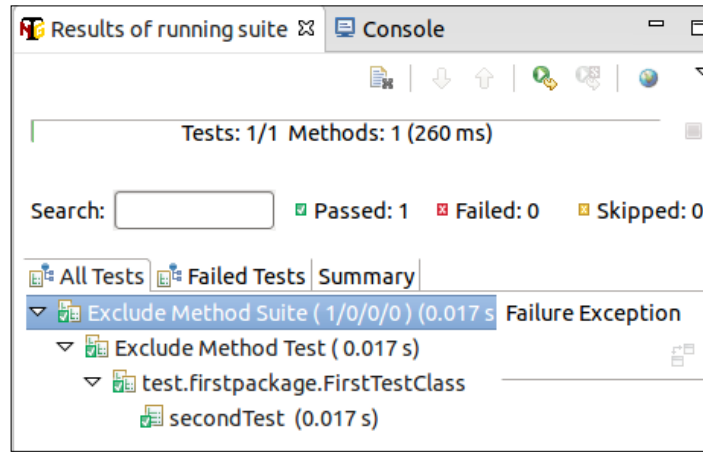 Results of running suite Console
Tests: 1/1 Methods: 1 (260 ms)
Search: Passed: 1 Failed: 0 Skipped: 0
All Tests Failed Tests Summary
Exclude Method Suite ( 1/0/0/0 ) (0.017 s Failure Exception
Exclude Method Test ( 0.017 s)
test.firstpackage.FirstTestClass
secondTest (0.017 s)